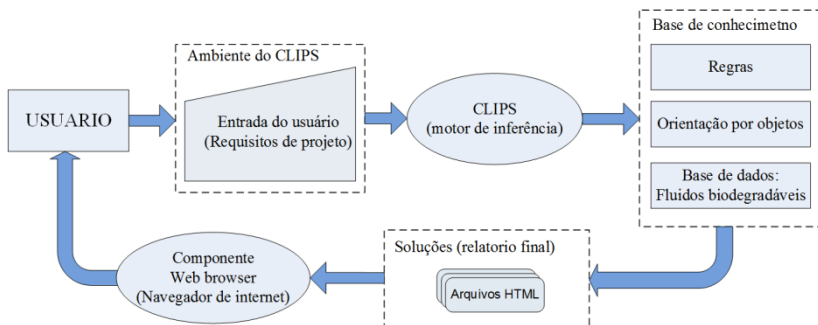 USUARIO
Ambiente do CLIPS
Entrada do usuário
(Requisitos de projeto)
CLIPS
(motor de inferência)
Base de conhecimetno
Regras
Orientação por objetos
Base de dados:
Fluidos biodegradáveis
Soluções (relatorio final)
Arquivos HTML
Componente
Web browser
(Navegador de internet)